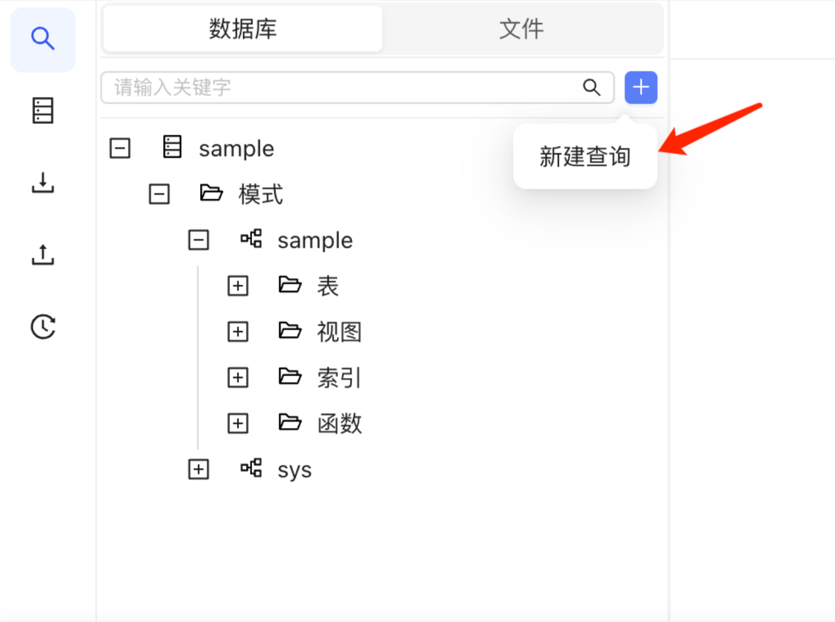 数据库 文件
请输入关键字
新建查询
sample
模式
sample
表
视图
索引
函数
sys